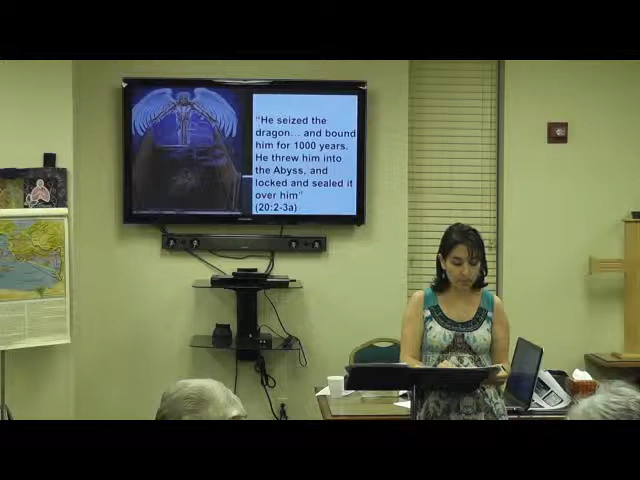 “He seized the
dragon... and bound
him for 1000 years.
He threw him into
the Abyss, and
locked and sealed it
over him”
(20:2-3a)